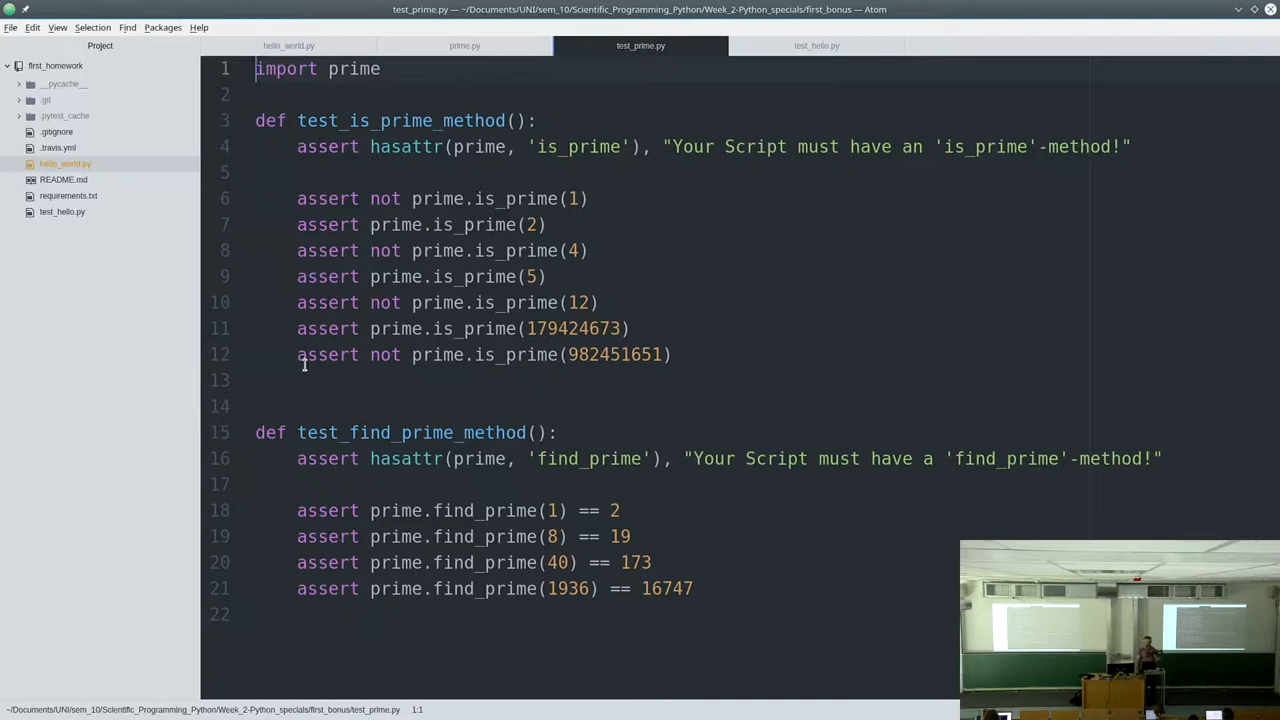 test_prime.py — ~/Documents/UNI/sem_10/Scientific_Programming_Python/Week_2-Python_specials/first_bonus — Atom
File Edit View Selection Find Packages Help
Project
hello_world.py prime.py test_prime.py test_hello.py
first_homework
__pycache__
.git
.pytest_cache
.gitignore
.travis.yml
hello_world.py
README.md
requirements.txt
test_hello.py
1 import prime
2
3 def test_is_prime_method():
4 assert hasattr(prime, 'is_prime'), "Your Script must have an 'is_prime'-method!"
5
6 assert not prime.is_prime(1)
7 assert prime.is_prime(2)
8 assert not prime.is_prime(4)
9 assert prime.is_prime(5)
10 assert not prime.is_prime(12)
11 assert prime.is_prime(179424673)
12 assert not prime.is_prime(982451651)
13
14
15 def test_find_prime_method():
16 assert hasattr(prime, 'find_prime'), "Your Script must have a 'find_prime'-method!"
17
18 assert prime.find_prime(1) == 2
19 assert prime.find_prime(8) == 19
20 assert prime.find_prime(40) == 173
21 assert prime.find_prime(1936) == 16747
22
~/Documents/UNI/sem_10/Scientific_Programming_Python/Week_2-Python_specials/first_bonus/test_prime.py 1:1